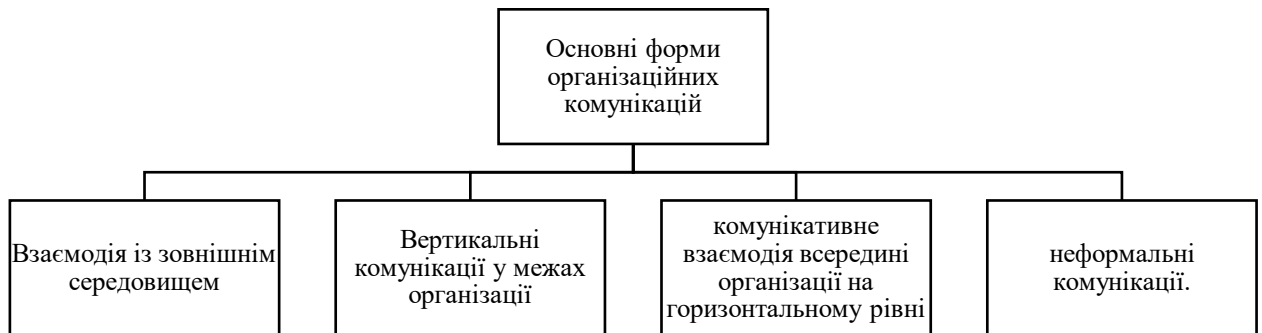 Основні форми
організаційних
комунікацій
Взаємодія із зовнішнім
середовищем
Вертикальні
комунікації у межах
організації
комунікативне
взаємодія всередині
організації на
горизонтальному рівні
неформальні
комунікації.